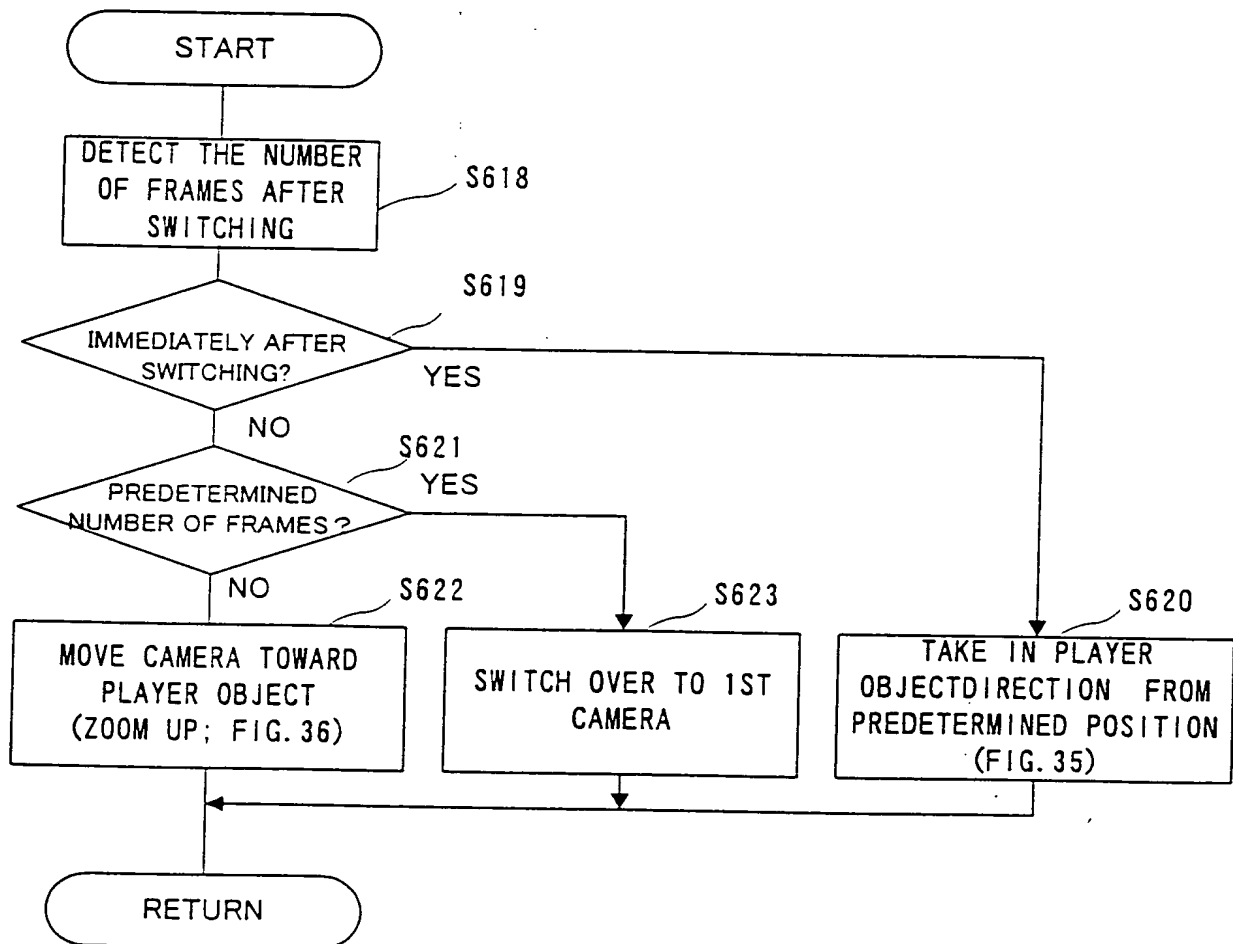 START
DETECT THE NUMBER
OF FRAMES AFTER
SWITCHING
S618
S619
IMMEDIATELY AFTER
SWITCHING?
YES
NO
S621
PREDETERMINED
NUMBER OF FRAMES?
YES
NO
S622
MOVE CAMERA TOWARD
PLAYER OBJECT
(ZOOM UP; FIG.36)
S623
SWITCH OVER TO 1ST
CAMERA
S620
TAKE IN PLAYER
OBJECTDIRECTION FROM
PREDETERMINED POSITION
(FIG.35)
RETURN